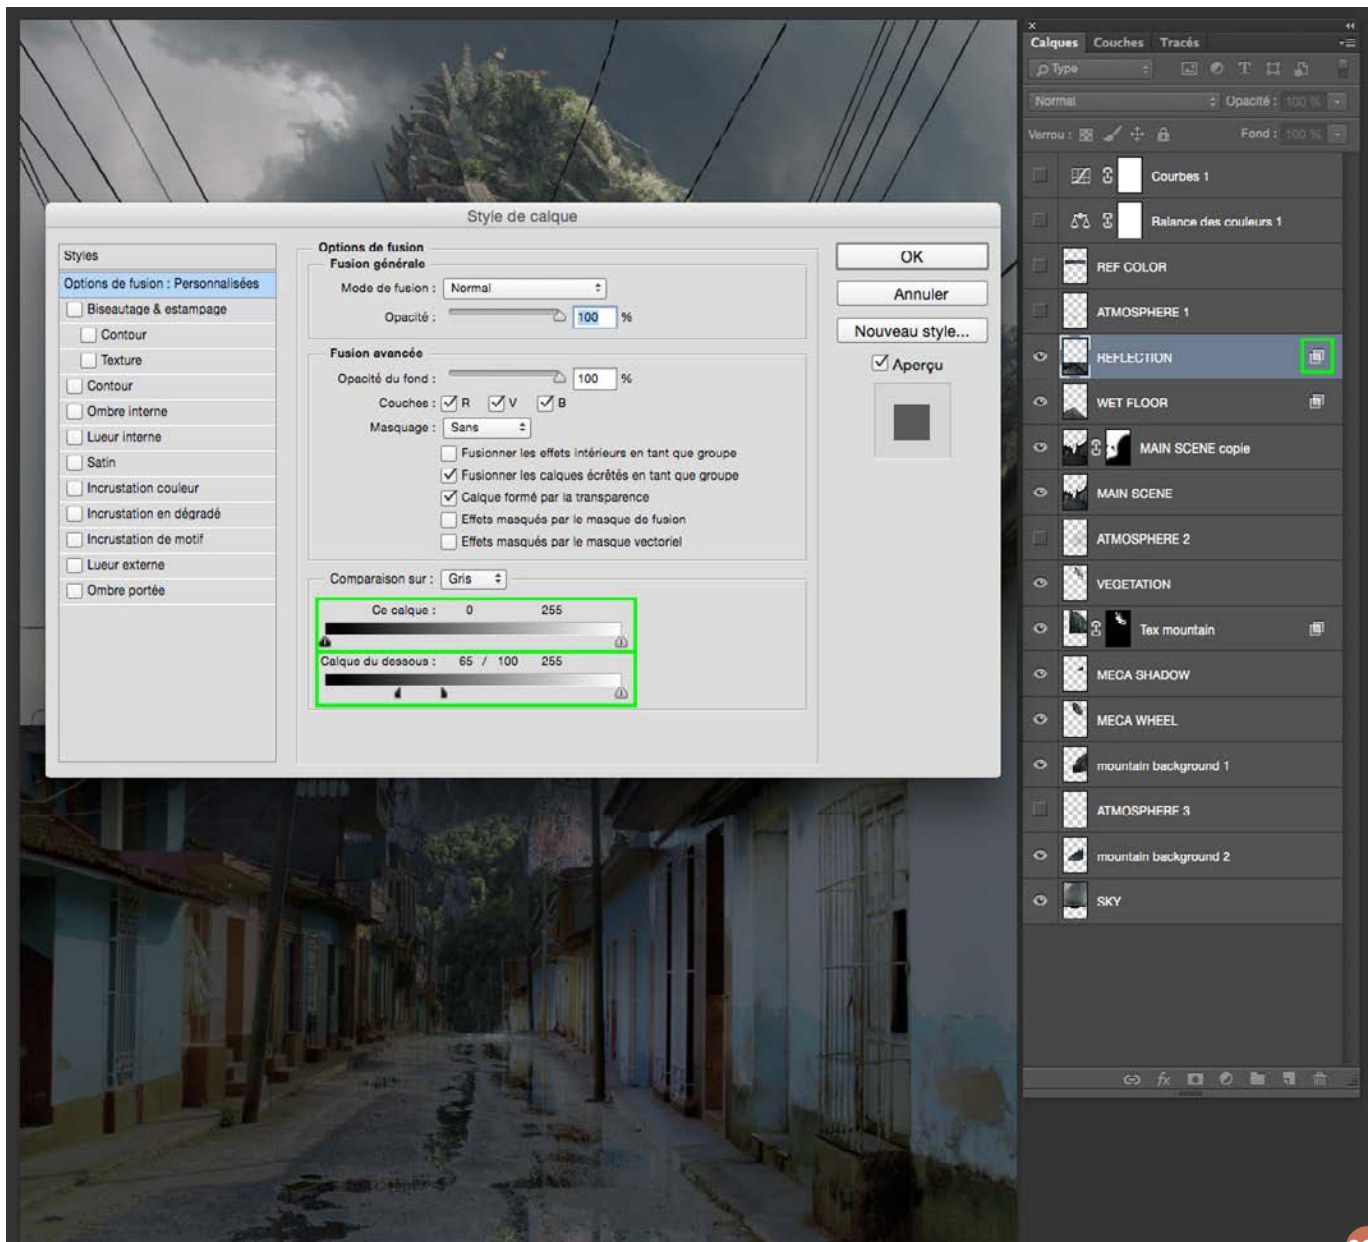 Calques Couches Tracés
Type
Normal Opacité : 100 %
Verrou : Fond : 100 %
Courbes 1
Balance des couleurs 1
REF COLOR
ATMOSPHERE 1
REFLECTION
WET FLOOR
MAIN SCENE copie
MAIN SCENE
ATMOSPHERE 2
VEGETATION
Tex mountain
MECA SHADOW
MECA WHEEL
mountain background 1
ATMOSPHERE 3
mountain background 2
SKY
fx
Style de calque
Styles
Options de fusion : Personnalisées
Biseautage & estampage
Contour
Texture
Contour
Ombre interne
Lueur interne
Satin
Incrustation couleur
Incrustation en dégradé
Incrustation de motif
Lueur externe
Ombre portée
Options de fusion
Fusion générale
Mode de fusion : Normal
Opacité : 100 %
Fusion avancée
Opacité du fond : 100 %
Couches : R V B
Masquage : Sans
Fusionner les effets intérieurs en tant que groupe
Fusionner les calques écrêtés en tant que groupe
Calque formé par la transparence
Effets masqués par le masque de fusion
Effets masqués par le masque vectoriel
Comparaison sur : Gris
Ce calque : 0 255
Calque du dessous : 65 / 100 255
OK
Annuler
Nouveau style...
Aperçu